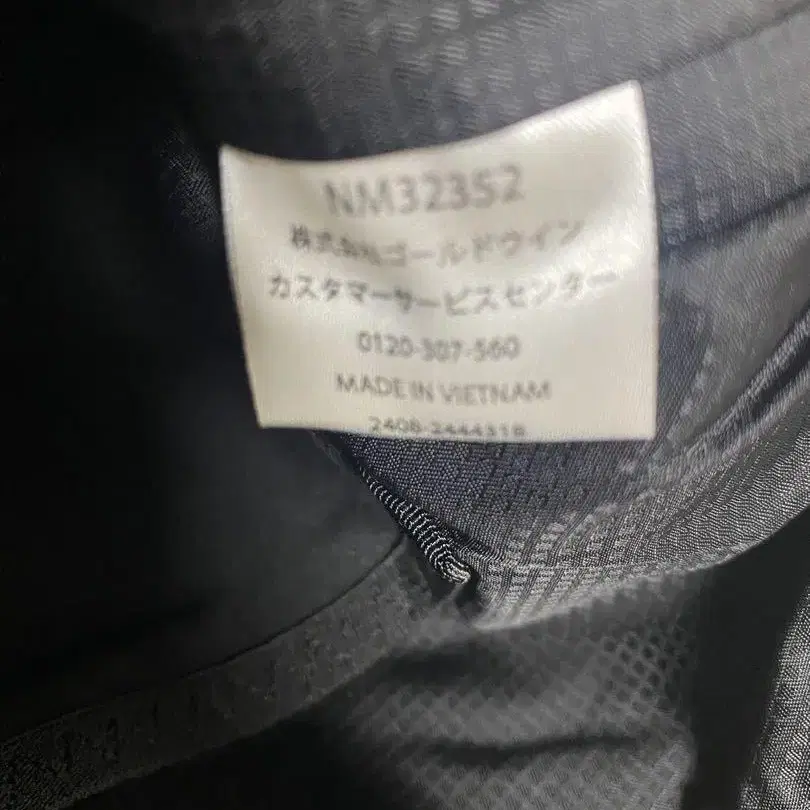 NM32352
株式会社ゴールドウイン
カスタマーサービスセンター
0120-307-560
MADE IN VIETNAM
2408-2444318